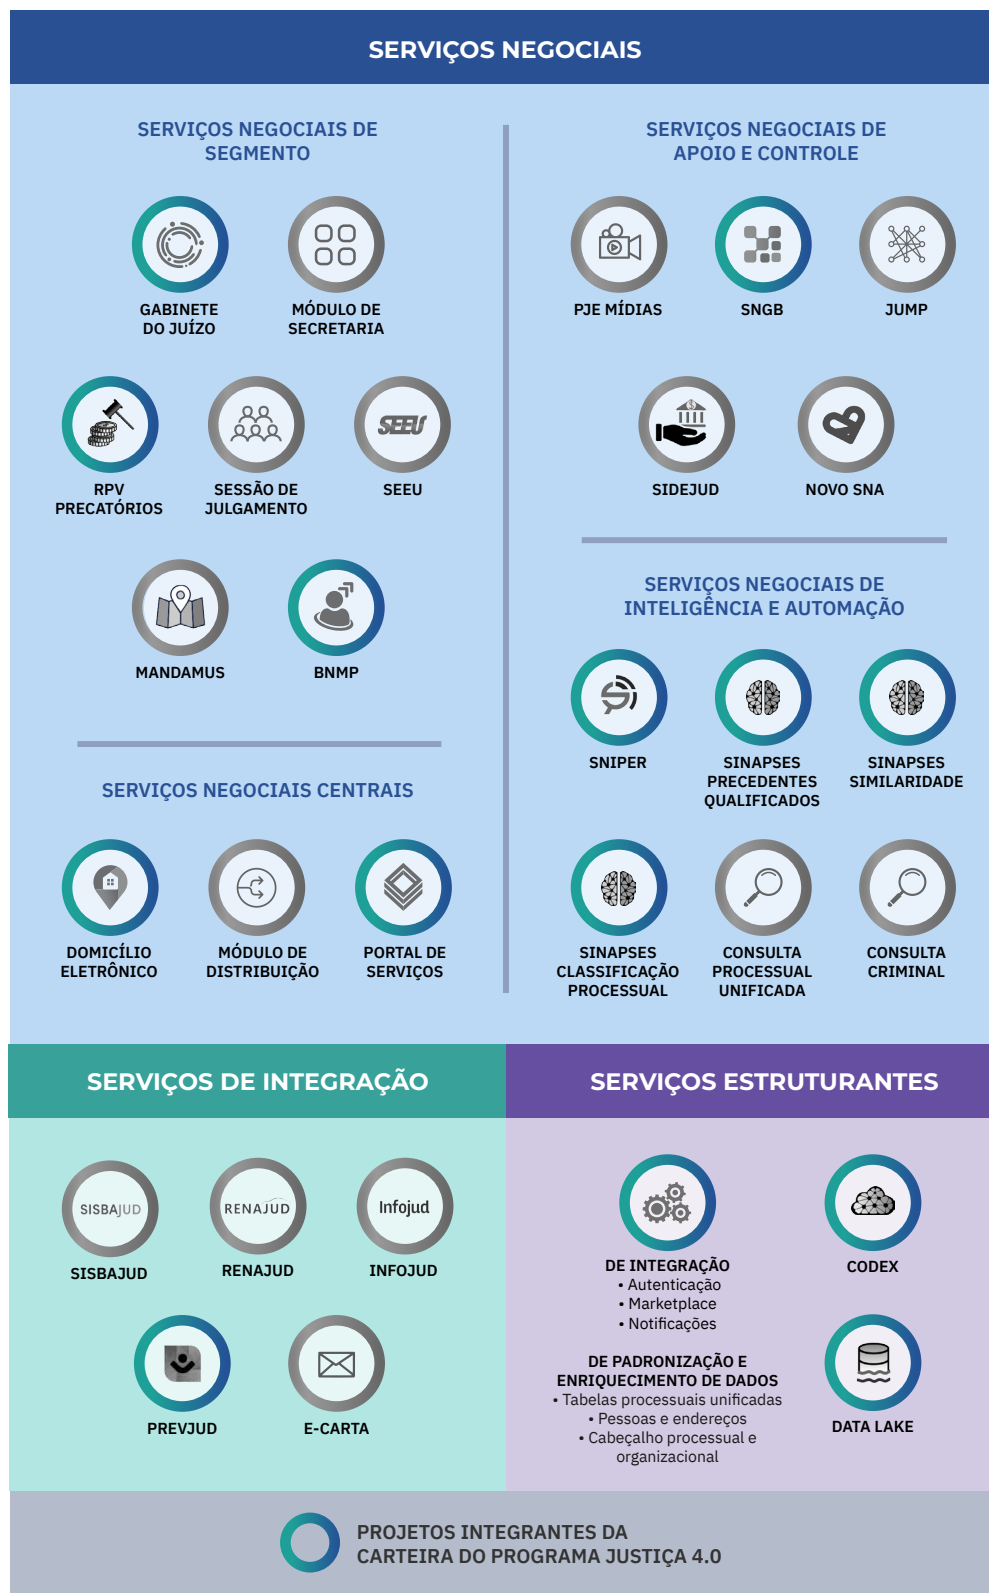 SERVIÇOS NEGOCIAIS
SERVIÇOS NEGOCIAIS DE
SEGMENTO
GABINETE
DO JUÍZO
MÓDULO DE
SECRETARIA
RPV
PRECATÓRIOS
SESSÃO DE
JULGAMENTO
SEEU
SEEU
MANDAMUS
BNMP
SERVIÇOS NEGOCIAIS CENTRAIS
DOMICÍLIO
ELETRÔNICO
MÓDULO DE
DISTRIBUIÇÃO
PORTAL DE
SERVIÇOS
SERVIÇOS NEGOCIAIS DE
APOIO E CONTROLE
PJE MÍDIAS
SNGB
JUMP
$
SIDEJUD
NOVO SNA
SERVIÇOS NEGOCIAIS DE
INTELIGÊNCIA E AUTOMAÇÃO
SNIPER
SINAPSES
PRECEDENTES
QUALIFICADOS
SINAPSES
SIMILARIDADE
SINAPSES
CLASSIFICAÇÃO
PROCESSUAL
CONSULTA
PROCESSUAL
UNIFICADA
CONSULTA
CRIMINAL
SERVIÇOS DE INTEGRAÇÃO
SISBAJUD
SISBAJUD
RENAJUD
RENAJUD
Infojud
INFOJUD
PREVJUD
E-CARTA
SERVIÇOS ESTRUTURANTES
DE INTEGRAÇÃO
• Autenticação
• Marketplace
• Notificações
DE PADRONIZAÇÃO E
ENRIQUECIMENTO DE DADOS
• Tabelas processuais unificadas
• Pessoas e endereços
• Cabeçalho processual e
organizacional
CODEX
DATA LAKE
PROJETOS INTEGRANTES DA
CARTEIRA DO PROGRAMA JUSTIÇA 4.0